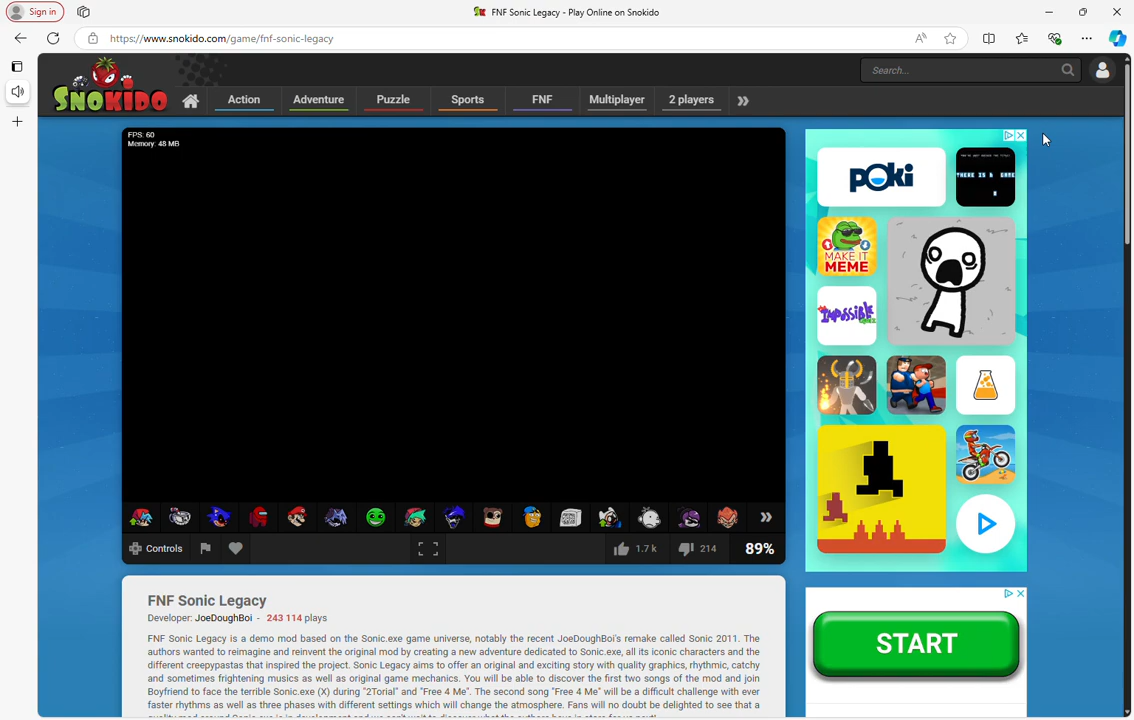 Sign in
FNF Sonic Legacy - Play Online on Snokido
https://www.snokido.com/game/fnf-sonic-legacy
SNOKIDO
Search...
Action Adventure Puzzle Sports FNF Multiplayer 2 players »
FPS: 60
Memory: 48 MB
POKI
THERE IS A GAME
MAKE IT
MEME
IMPOSSIBLE
Controls 1.7 k 214 89%
START
FNF Sonic Legacy
Developer: JoeDoughBoi - 243 114 plays
FNF Sonic Legacy is a demo mod based on the Sonic.exe game universe, notably the recent JoeDoughBoi's remake called Sonic 2011. The
authors wanted to reimagine and reinvent the original mod by creating a new adventure dedicated to Sonic.exe, all its iconic characters and the
different creepypastas that inspired the project. Sonic Legacy aims to offer an original and exciting story with quality graphics, rhythmic, catchy
and sometimes frightening musics as well as original game mechanics. You will be able to discover the first two songs of the mod and join
Boyfriend to face the terrible Sonic.exe (X) during "2Torial" and "Free 4 Me". The second song "Free 4 Me" will be a difficult challenge with ever
faster rhythms as well as three phases with different settings which will change the atmosphere. Fans will no doubt be delighted to see that a